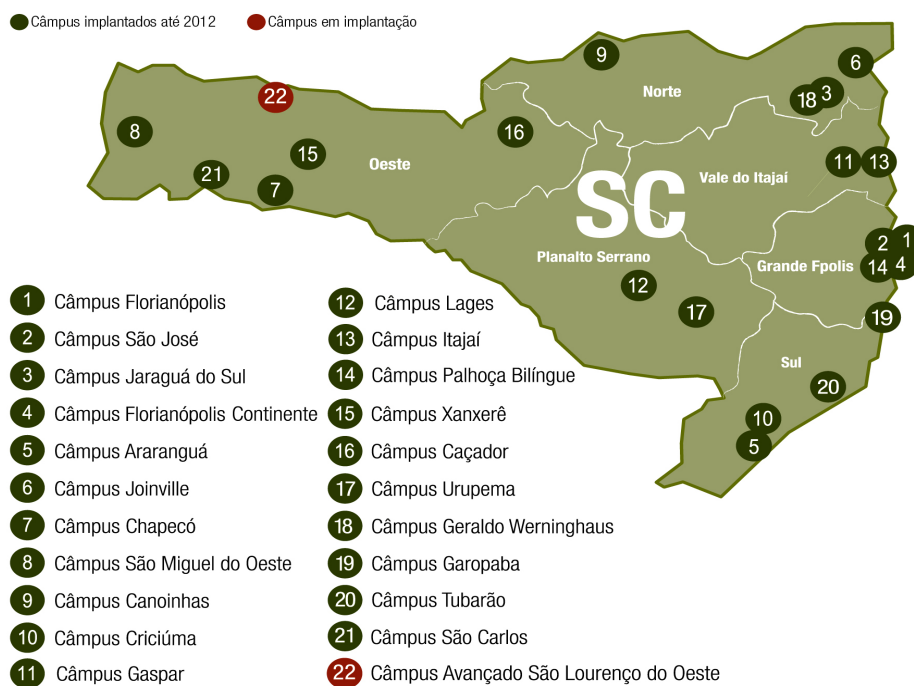 Câmpus implantados até 2012
Câmpus em implantação
9
6
Norte
3
18
22
8
16
15
Oeste
21
7
11
13
Vale do Itajaí
SC
Planalto Serrano
2
1
Grande Fpolis
14
4
12
17
19
Sul
20
10
5
1 Câmpus Florianópolis
2 Câmpus São José
3 Câmpus Jaraguá do Sul
4 Câmpus Florianópolis Continente
5 Câmpus Araranguá
6 Câmpus Joinville
7 Câmpus Chapecó
8 Câmpus São Miguel do Oeste
9 Câmpus Canoinhas
10 Câmpus Criciúma
11 Câmpus Gaspar
12 Câmpus Lages
13 Câmpus Itajaí
14 Câmpus Palhoça Bilíngue
15 Câmpus Xanxerê
16 Câmpus Caçador
17 Câmpus Urupema
18 Câmpus Geraldo Werninghaus
19 Câmpus Garopaba
20 Câmpus Tubarão
21 Câmpus São Carlos
22 Câmpus Avançado São Lourenço do Oeste